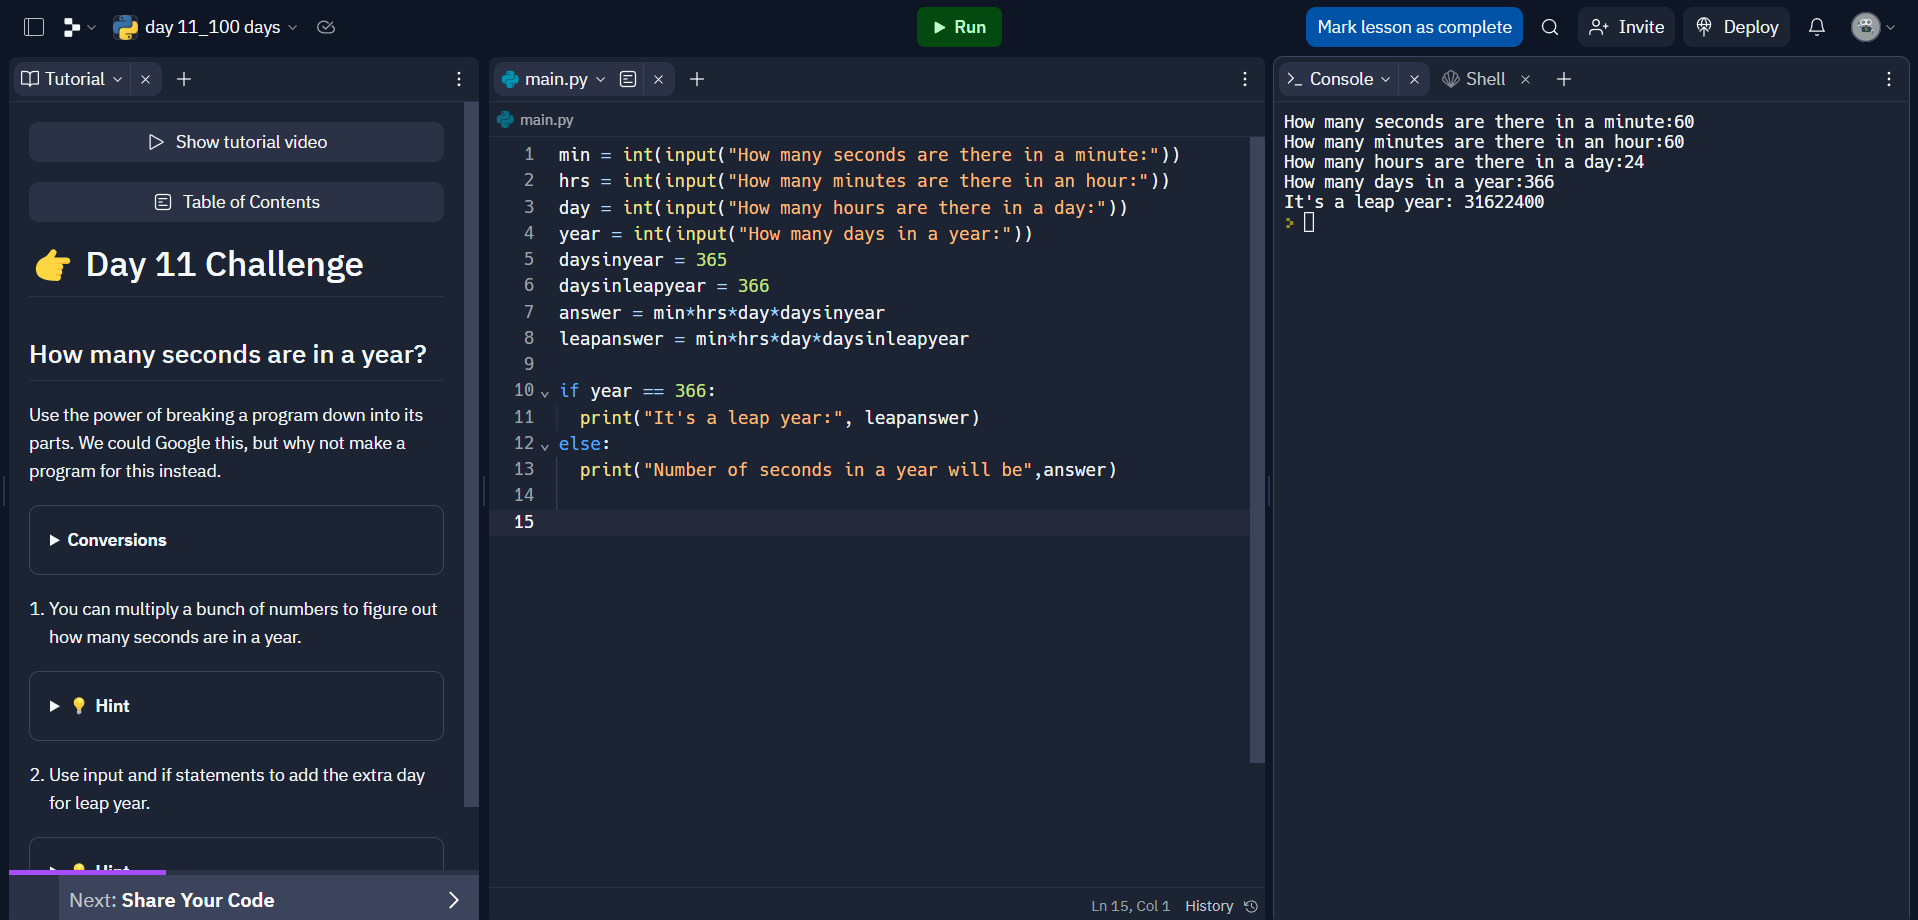 day 11_100 days
Run
Mark lesson as complete
Invite
Deploy
Tutorial
Show tutorial video
Table of Contents
👉 Day 11 Challenge
How many seconds are in a year?
Use the power of breaking a program down into its
parts. We could Google this, but why not make a
program for this instead.
Conversions
1. You can multiply a bunch of numbers to figure out
how many seconds are in a year.
💡 Hint
2. Use input and if statements to add the extra day
for leap year.
💡 Hint
Next: Share Your Code
main.py
main.py
1 min = int(input("How many seconds are there in a minute:"))
2 hrs = int(input("How many minutes are there in an hour:"))
3 day = int(input("How many hours are there in a day:"))
4 year = int(input("How many days in a year:"))
5 daysinyear = 365
6 daysinleapyear = 366
7 answer = min*hrs*day*daysinyear
8 leapanswer = min*hrs*day*daysinleapyear
9
10 if year == 366:
11   print("It's a leap year:", leapanswer)
12 else:
13   print("Number of seconds in a year will be",answer)
14
15
Ln 15, Col 1 History
>_ Console
Shell
How many seconds are there in a minute:60
How many minutes are there in an hour:60
How many hours are there in a day:24
How many days in a year:366
It's a leap year: 31622400